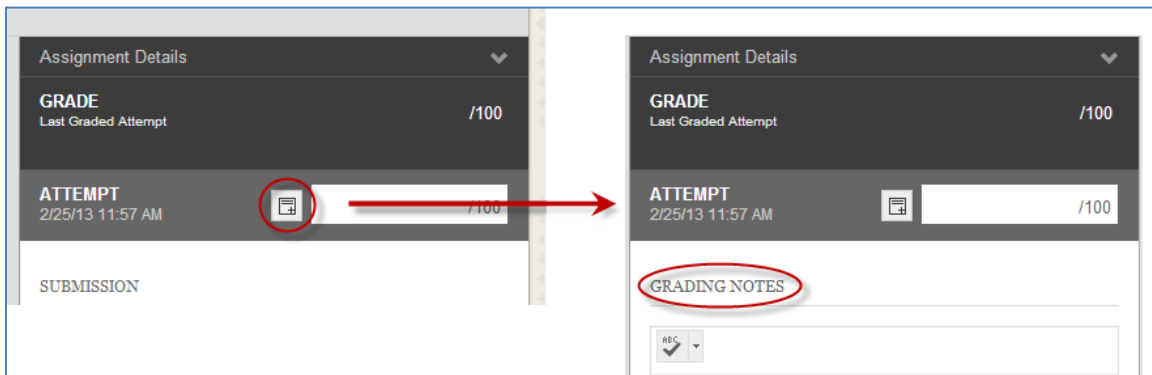 Assignment Details
GRADE
Last Graded Attempt
/100
ATTEMPT
2/25/13 11:57 AM
/100
SUBMISSION
Assignment Details
GRADE
Last Graded Attempt
/100
ATTEMPT
2/25/13 11:57 AM
/100
GRADING NOTES
ABC